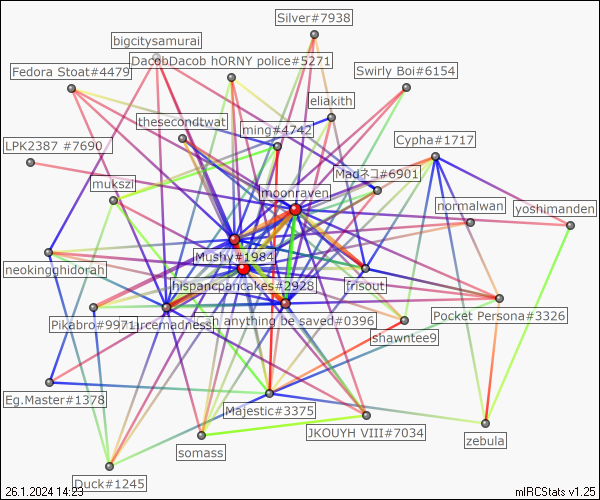 Silver#7938
bigcitysamurai
DacobDacob hORNY police#5271
Fedora Stoat#4479
Swirly Boi#6154
eliakith
thesecondtwat
ming#4742
Cypha#1717
LPK2387 #7690
Madネコ#6901
mukszi
moonraven
normalwan
yoshimanden
Mushy#1984
neokingghidorah
hispancpancakes#2928
frisout
Pikabro#9971
arcemadness
anything be saved#0396
Pocket Persona#3326
shawntee9
Eg.Master#1378
Majestic#3375
JKOUYH VIII#7034
zebula
somass
Duck#1245
26.1.2024 14:23
mIRCStats v1.25